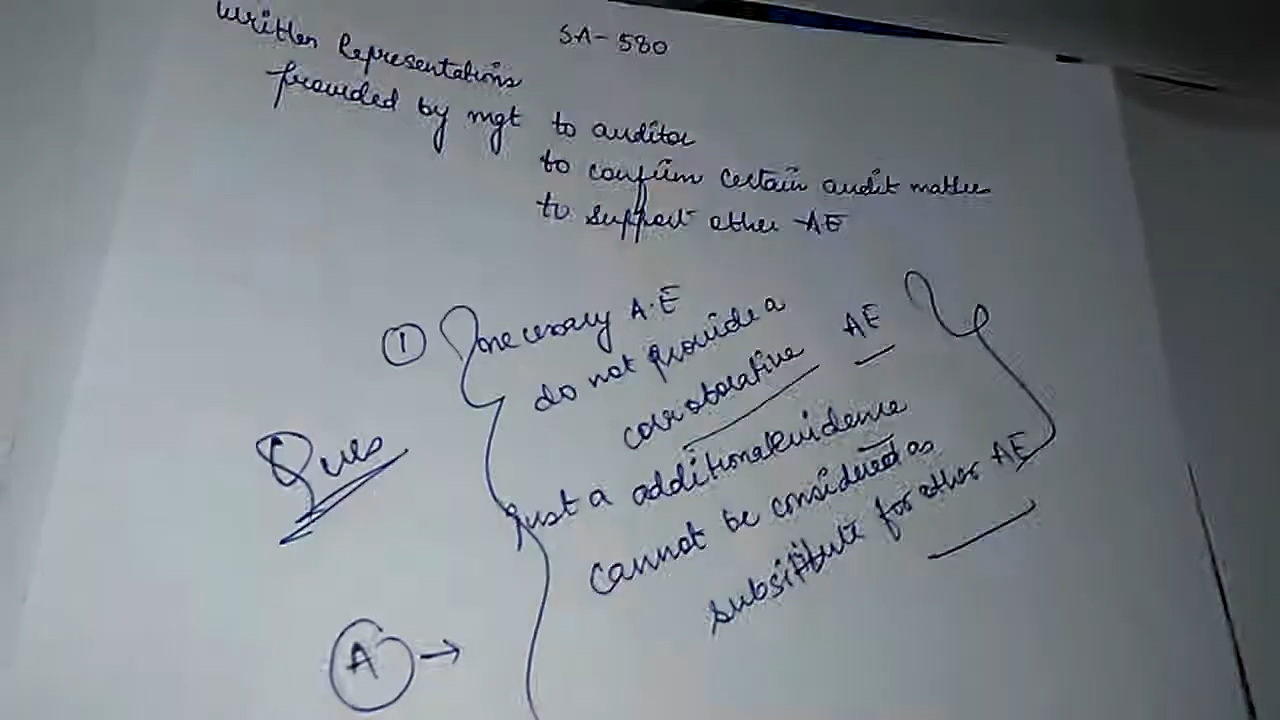 SA-580
Written Representations
provided by mgt to auditor
to confirm certain audit matter
to support other AE
① necessary A.E
do not provide a
corroborative AE
Ques
Just a additional evidence
cannot be considered as
substitute for other AE
A →